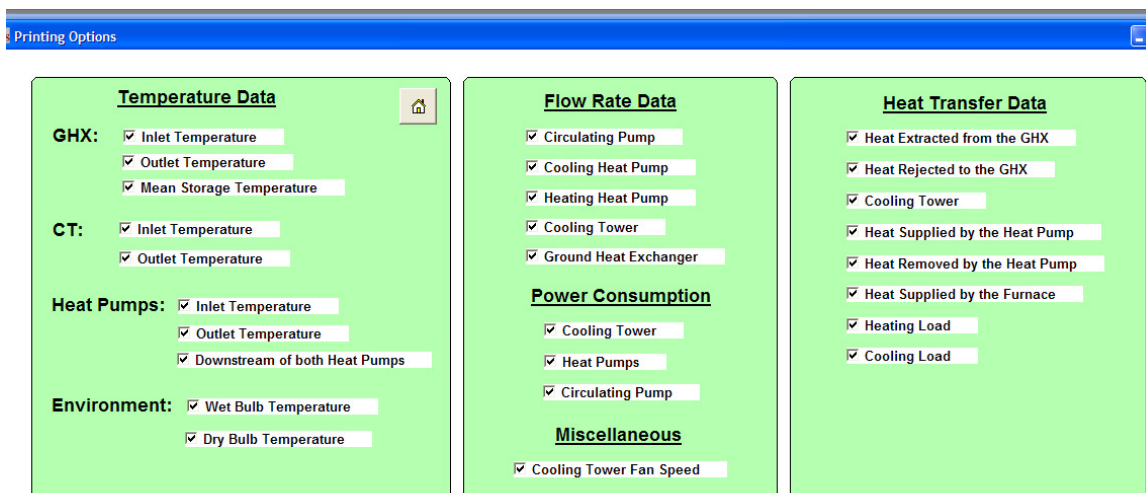 Printing Options
Temperature Data
GHX:
Inlet Temperature
Outlet Temperature
Mean Storage Temperature
CT:
Inlet Temperature
Outlet Temperature
Heat Pumps:
Inlet Temperature
Outlet Temperature
Downstream of both Heat Pumps
Environment:
Wet Bulb Temperature
Dry Bulb Temperature
Flow Rate Data
Circulating Pump
Cooling Heat Pump
Heating Heat Pump
Cooling Tower
Ground Heat Exchanger
Power Consumption
Cooling Tower
Heat Pumps
Circulating Pump
Miscellaneous
Cooling Tower Fan Speed
Heat Transfer Data
Heat Extracted from the GHX
Heat Rejected to the GHX
Cooling Tower
Heat Supplied by the Heat Pump
Heat Removed by the Heat Pump
Heat Supplied by the Furnace
Heating Load
Cooling Load